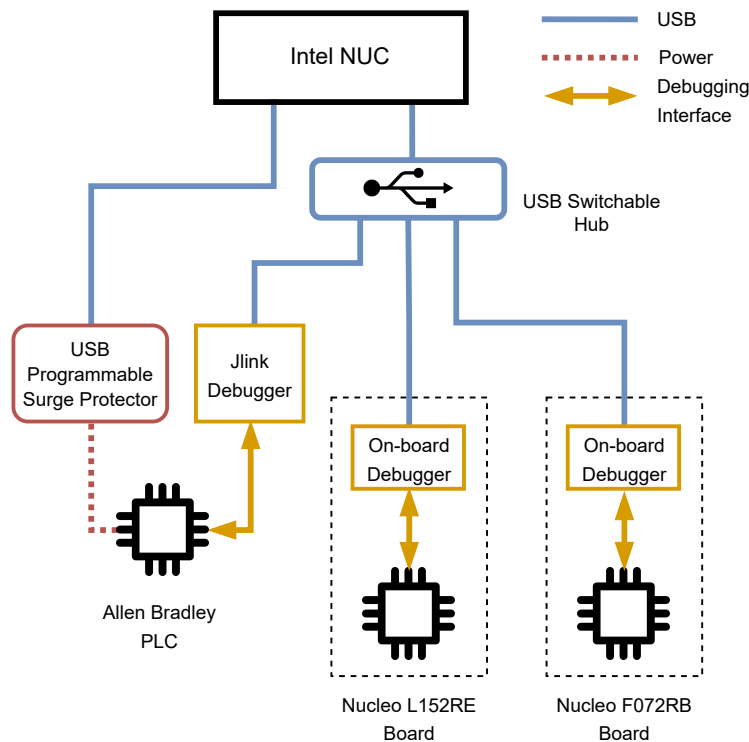 Intel NUC
USB
Power
Debugging
Interface
USB Switchable
Hub
USB
Programmable
Surge Protector
Jlink
Debugger
On-board
Debugger
On-board
Debugger
Allen Bradley
PLC
Nucleo L152RE
Board
Nucleo F072RB
Board